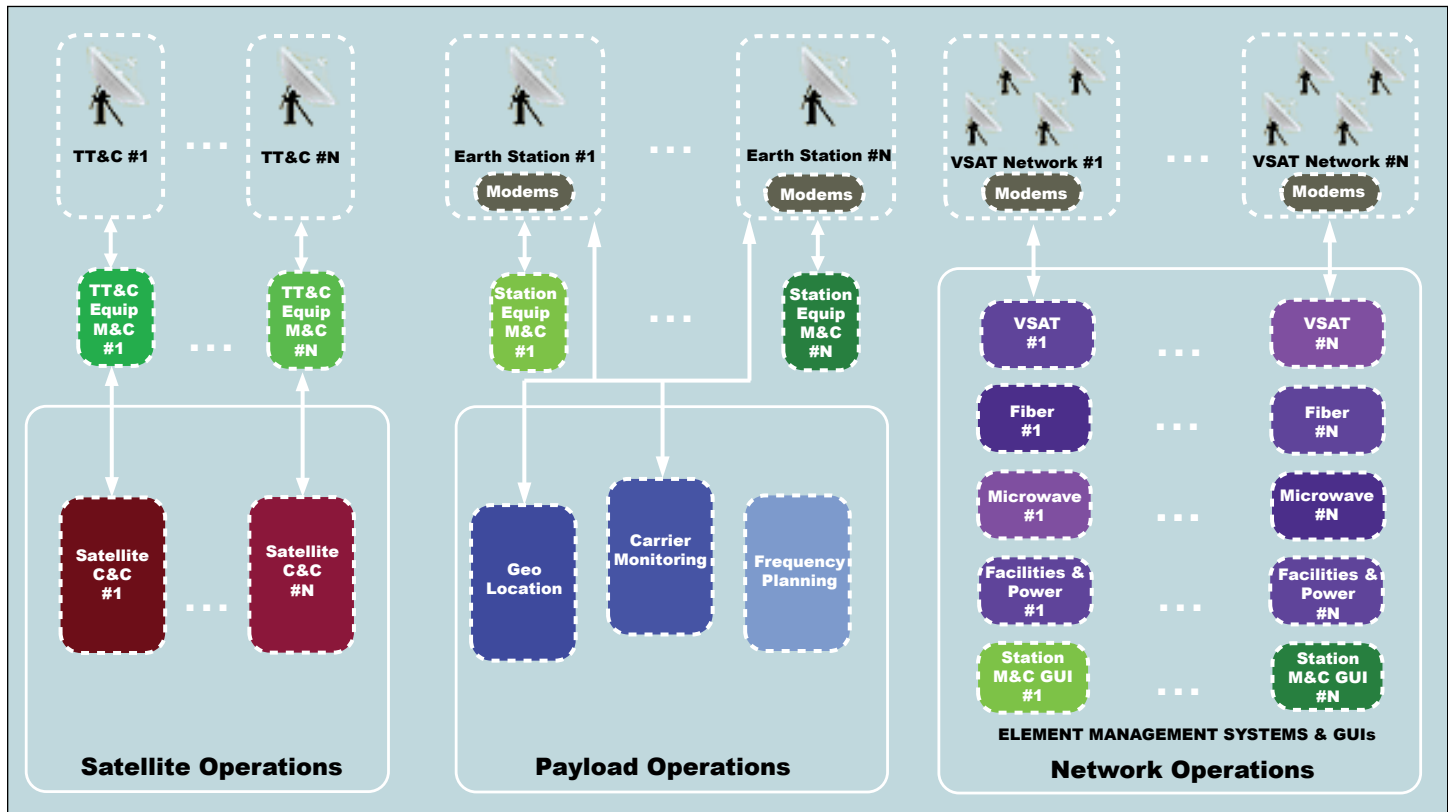 TT&C #1
...
TT&C #N
Earth Station #1
Modems
...
Earth Station #N
Modems
VSAT Network #1
Modems
...
VSAT Network #N
Modems
TT&C
Equip
M&C
#1
...
TT&C
Equip
M&C
#N
Station
Equip
M&C
#1
...
Station
Equip
M&C
#N
Satellite
C&C
#1
...
Satellite
C&C
#N
Satellite Operations
Geo
Location
Carrier
Monitoring
Frequency
Planning
Payload Operations
VSAT
#1
...
VSAT
#N
Fiber
#1
...
Fiber
#N
Microwave
#1
...
Microwave
#N
Facilities &
Power
#1
...
Facilities &
Power
#N
Station
M&C GUI
#1
...
Station
M&C GUI
#N
ELEMENT MANAGEMENT SYSTEMS & GUIs
Network Operations